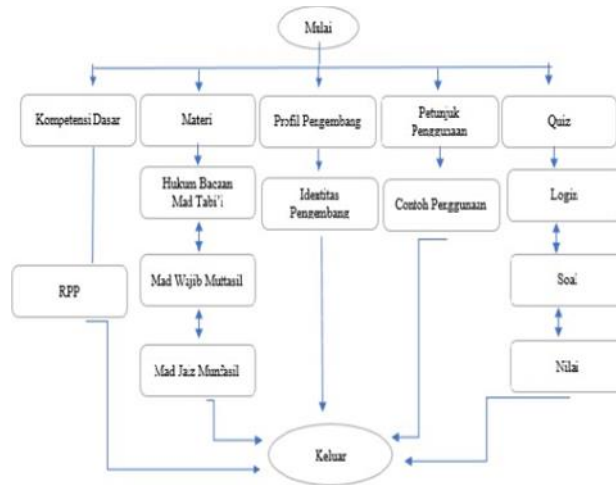 Mulai
Kompetensi Dasar
Materi
Profil Pengembang
Petunjuk
Penggunaan
Quiz
Hukum Bacaan
Mad Tabi'i
Identitas
Pengembang
Contoh Penggunaan
Login
RPP
Mad Wijib Muttasil
Soal
Mad Jaiz Munfasil
Nilai
Keluar